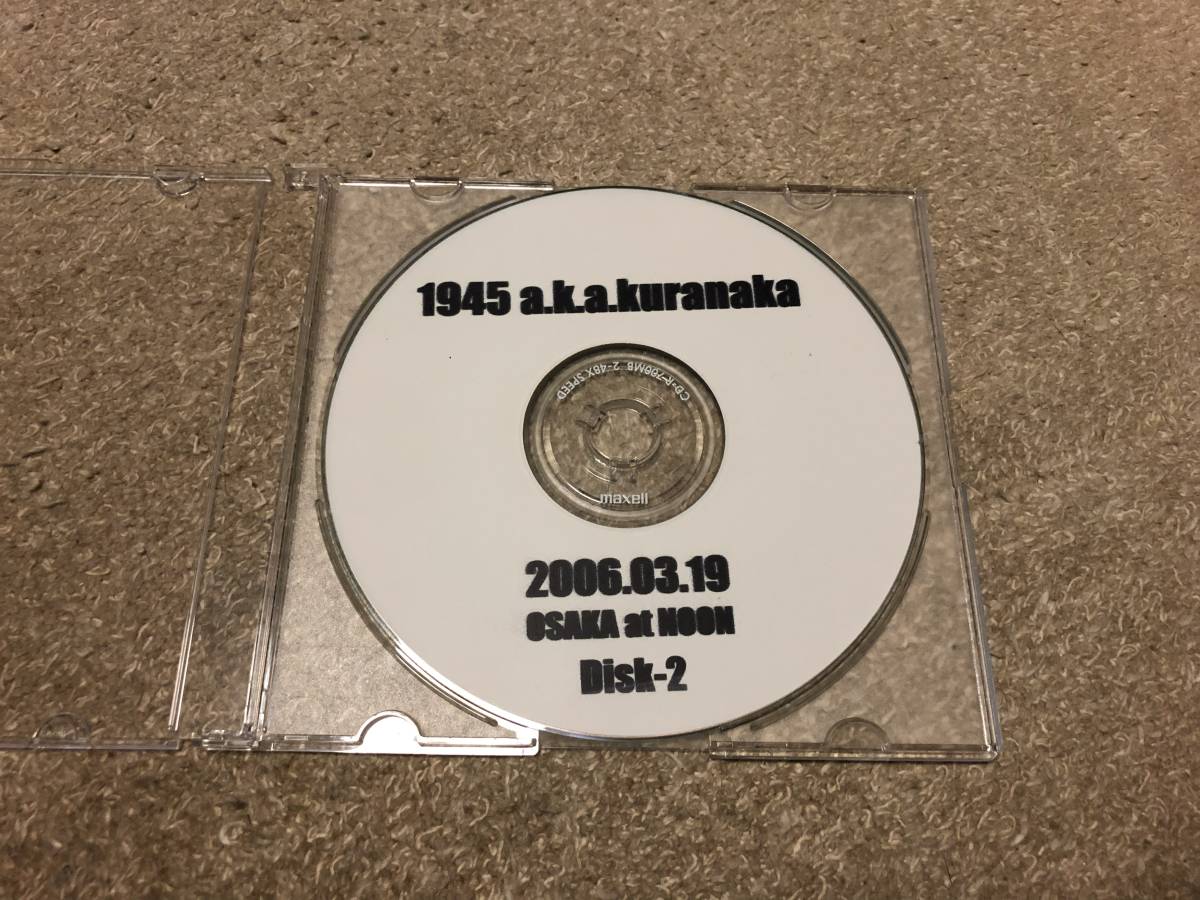 1945 a.k.a.kuranaka
CD-R 700MB 2-48X SPEED
maxell
2006.03.19
OSAKA at NOON
Disk-2